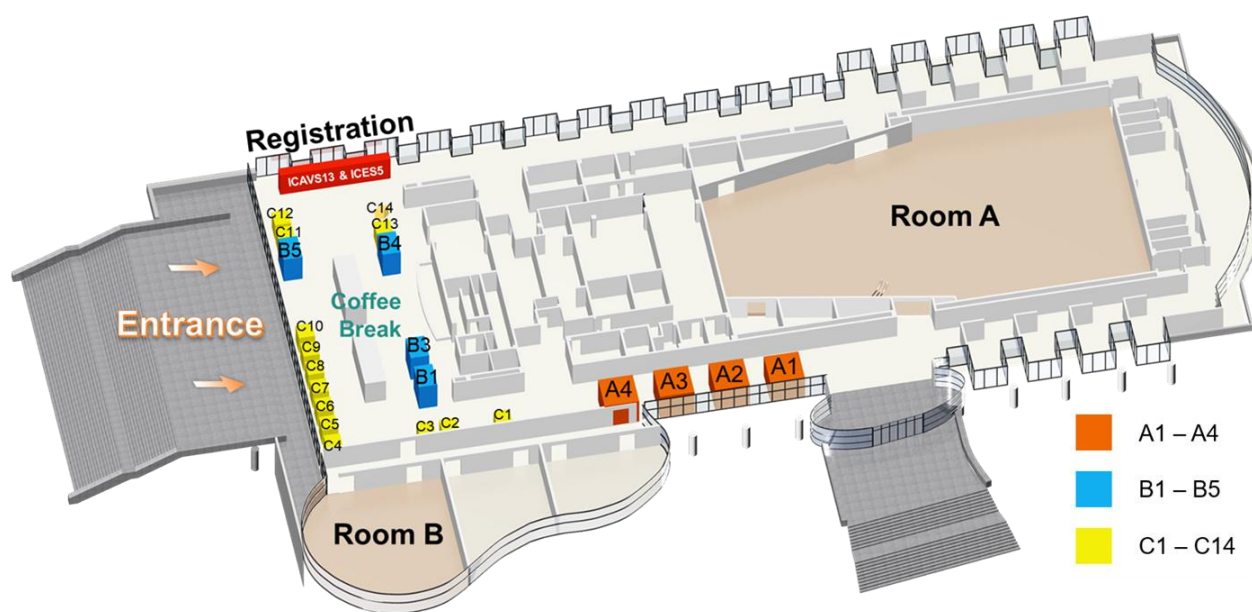 Registration
ICAVS13 & ICES5
C12
C11
B5
C14
C13
B4
Room A
Entrance
Coffee
Break
C10
C9
C8
C7
C6
C5
C4
B3
B1
C3
C2
C1
A4
A3
A2
A1
Room B
A1 – A4
B1 – B5
C1 – C14